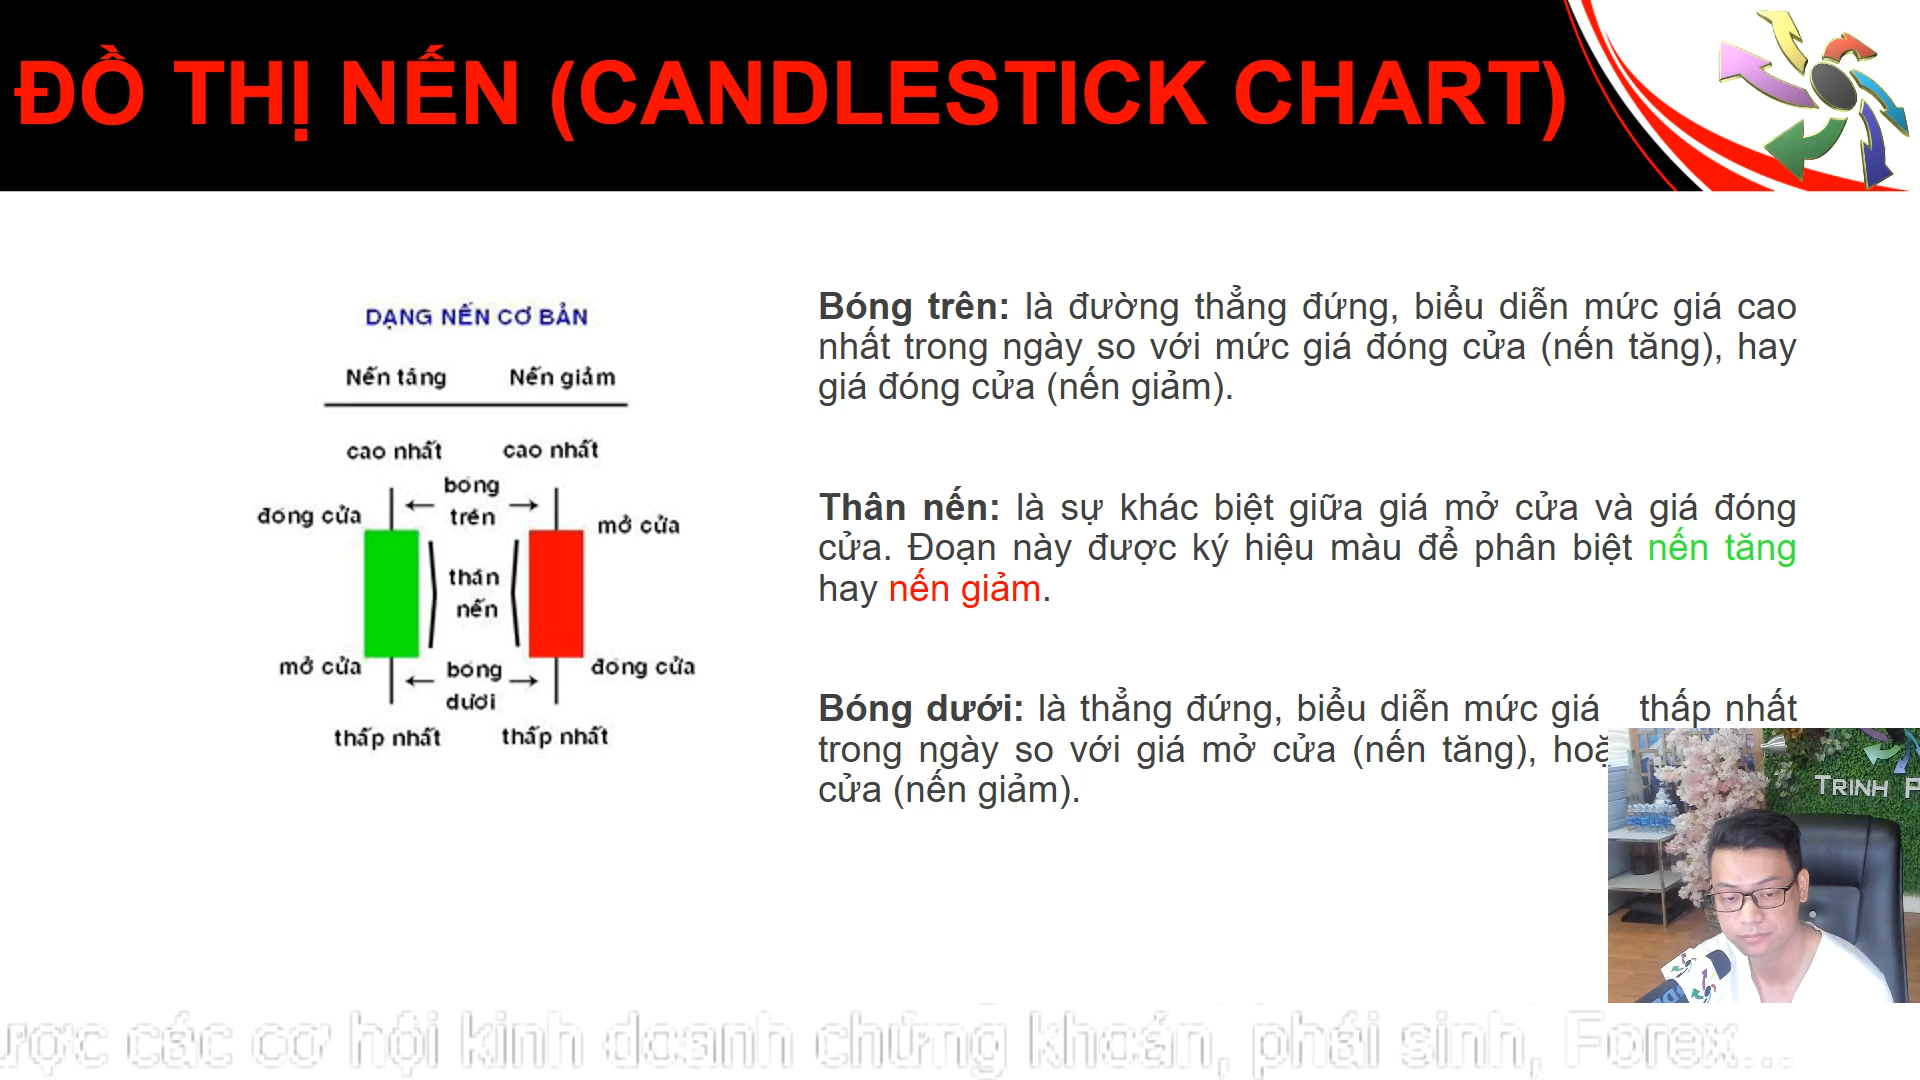 ĐỒ THỊ NẾN (CANDLESTICK CHART)
DẠNG NẾN CƠ BẢN
Nến tăng Nến giảm
cao nhất cao nhất
bóng
trên
đóng cửa mở cửa
thân
nến
mở cửa bóng đóng cửa
dưới
thấp nhất thấp nhất
Bóng trên: là đường thẳng đứng, biểu diễn mức giá cao
nhất trong ngày so với mức giá đóng cửa (nến tăng), hay
giá đóng cửa (nến giảm).
Thân nến: là sự khác biệt giữa giá mở cửa và giá đóng
cửa. Đoạn này được ký hiệu màu để phân biệt nến tăng
hay nến giảm.
Bóng dưới: là thẳng đứng, biểu diễn mức giá thấp nhất
trong ngày so với giá mở cửa (nến tăng),
cửa (nến giảm).
TRINH
các cơ hội kinh doanh chứng khoán, phái sinh, Forex...